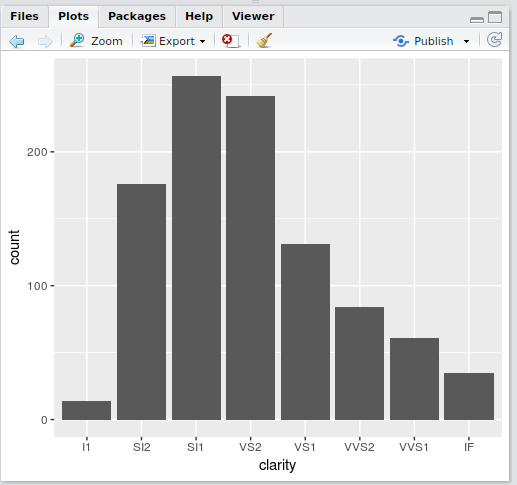 Files Plots Packages Help Viewer
Zoom Export Publish
count
200
100
0
I1 SI2 SI1 VS2 VS1 VVS2 VVS1 IF
clarity